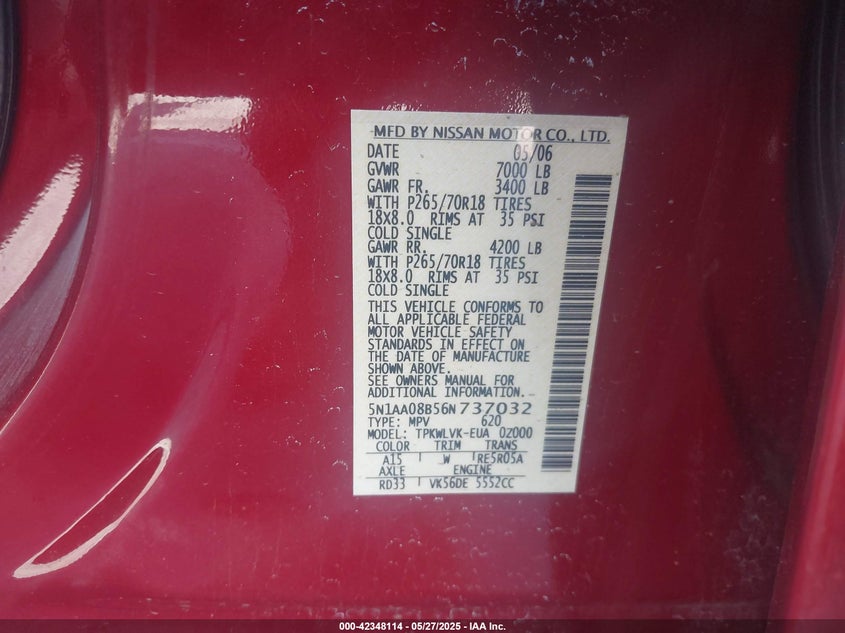 MFD BY NISSAN MOTOR CO., LTD.
DATE 05/06
GVWR 7000 LB
GAWR FR. 3400 LB
WITH P265/70R18 TIRES
18X8.0 RIMS AT 35 PSI
COLD SINGLE
GAWR RR. 4200 LB
WITH P265/70R18 TIRES
18X8.0 RIMS AT 35 PSI
COLD SINGLE
THIS VEHICLE CONFORMS TO
ALL APPLICABLE FEDERAL
MOTOR VEHICLE SAFETY
STANDARDS IN EFFECT ON
THE DATE OF MANUFACTURE
SHOWN ABOVE.
SEE OWNERS MANUAL FOR
ADDITIONAL INFORMATION.
5N1AA08B56N737032
TYPE: MPV 620
MODEL: TPKWLVK-EUA 0Z000
COLOR TRIM TRANS
A15 W RE5R05A
AXLE ENGINE
RD33 VK56DE 5552CC
000-42348114 — 05/27/2025 — IAA Inc.